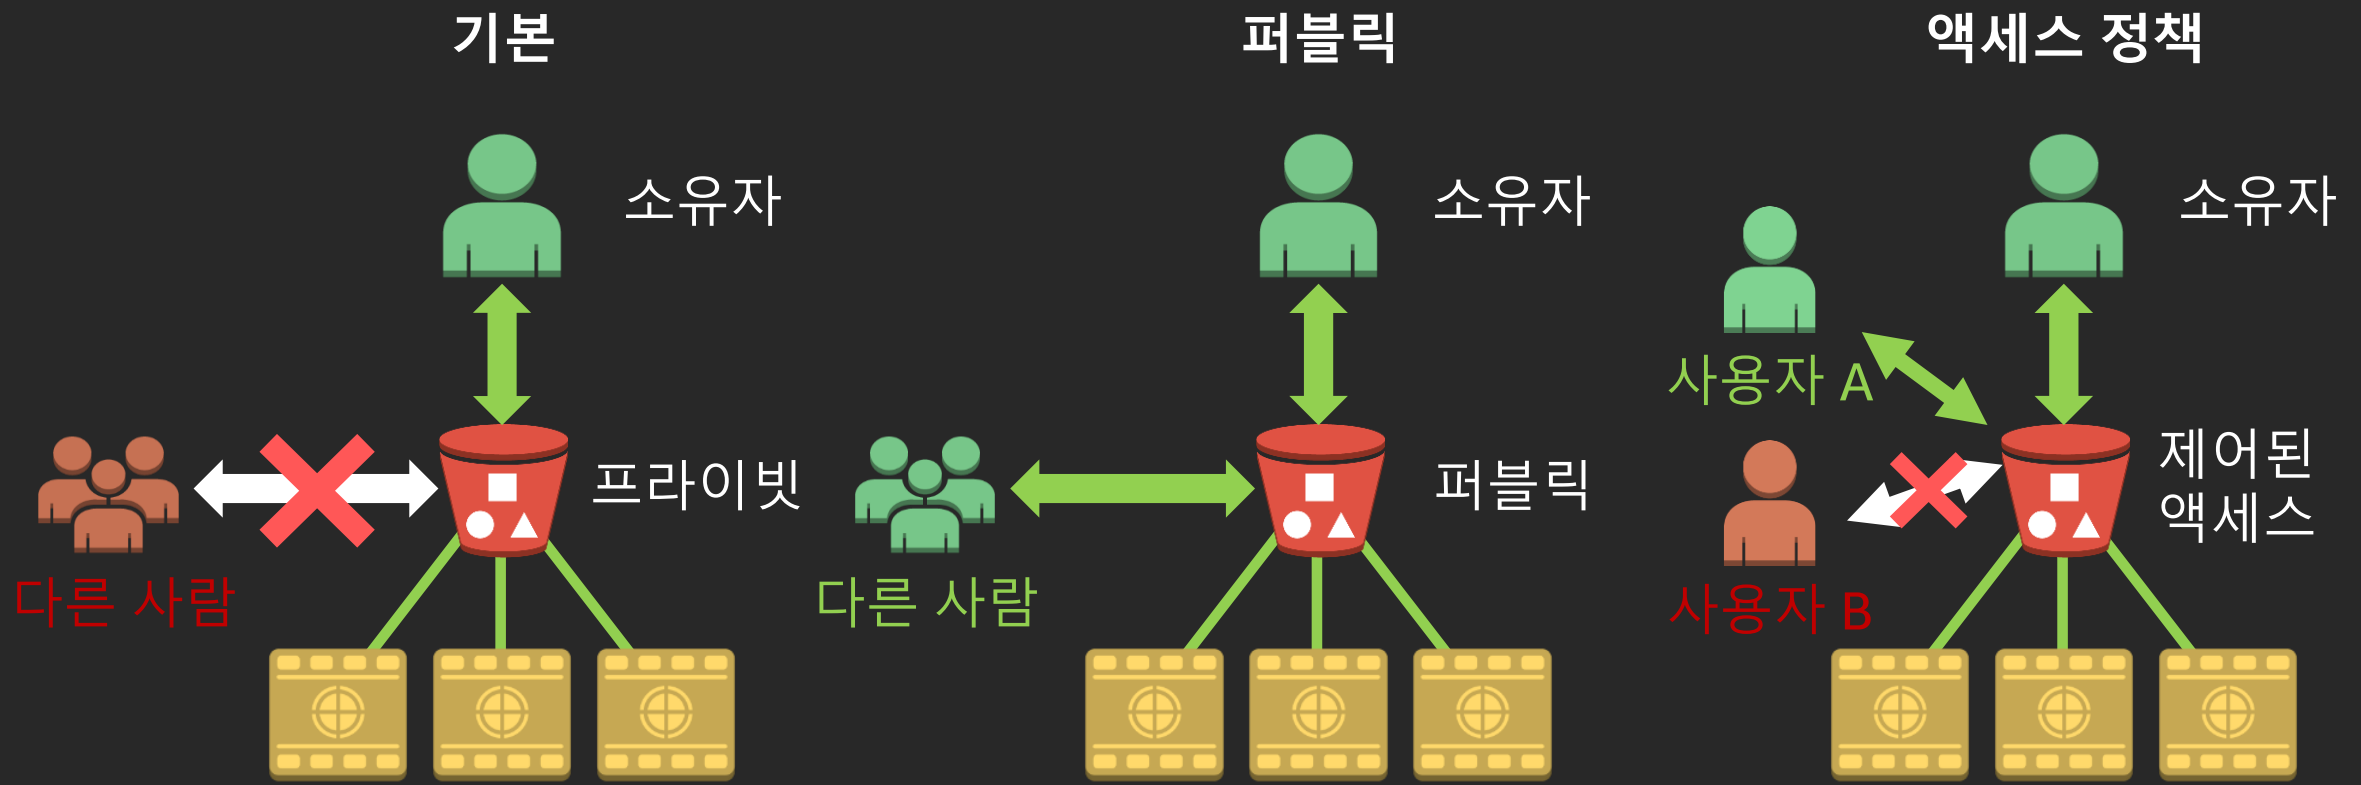 기본
소유자
프라이빗
다른 사람
퍼블릭
소유자
퍼블릭
다른 사람
액세스 정책
소유자
사용자 A
제어된
액세스
사용자 B